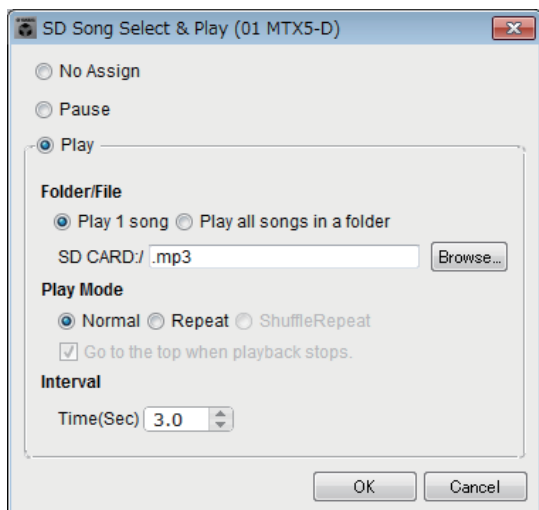 SD Song Select & Play (01 MTX5-D)
No Assign
Pause
Play
Folder/File
Play 1 song Play all songs in a folder
SD CARD:/ .mp3 Browse...
Play Mode
Normal Repeat ShuffleRepeat
Go to the top when playback stops.
Interval
Time(Sec) 3.0
OK Cancel